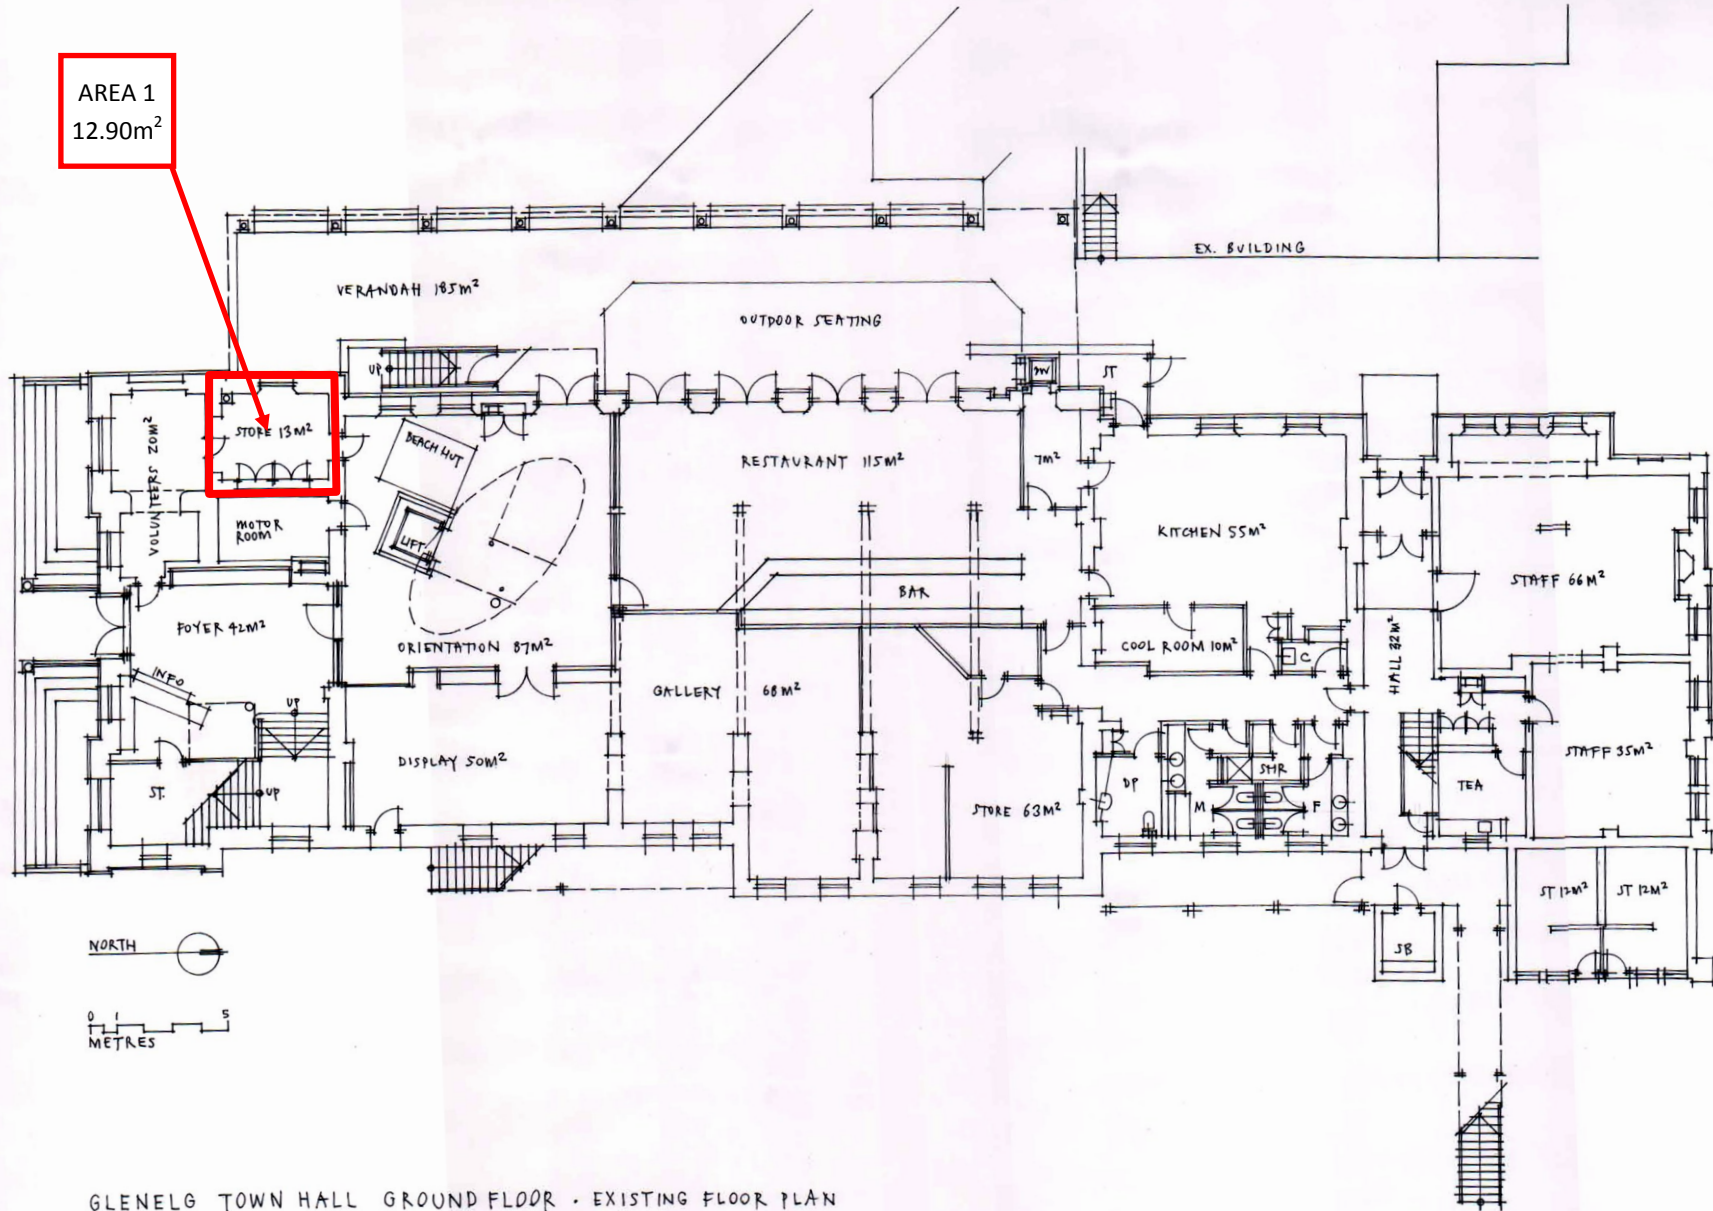 AREA 1
12.90m²
EX. BUILDING
VERANDAH 185m²
OUTDOOR SEATING
UP
ST
STORE 13m²
VOLUNTEERS 20m²
BEACH HUT
RESTAURANT 115m²
7m²
MOTOR
ROOM
LIFT
KITCHEN 55m²
STAFF 66m²
BAR
FOYER 42m²
ORIENTATION 87m²
COOL ROOM 10m²
C
HALL 32m²
INFO
UP
GALLERY 68m²
DISPLAY 50m²
STAFF 35m²
ST.
UP
DP
SHR
M
F
TEA
STORE 63m²
ST 12m²
ST 12m²
SB
NORTH
0 1 5
METRES
GLENELG TOWN HALL GROUND FLOOR . EXISTING FLOOR PLAN